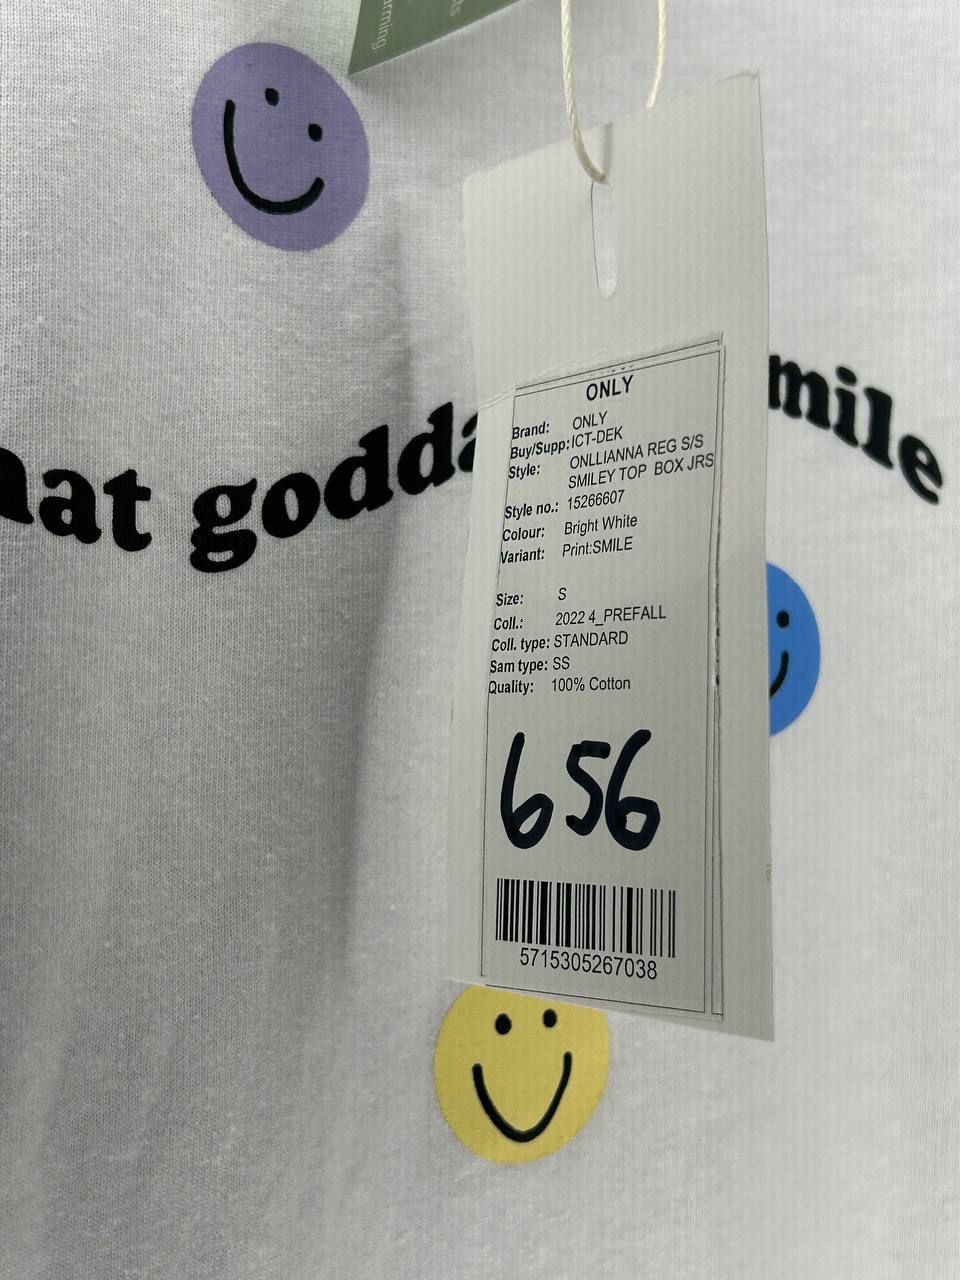 ts
arming.
hat godda
mile
ONLY
Brand: ONLY
Buy/Supp: ICT-DEK
Style: ONLLIANNA REG S/S
SMILEY TOP BOX JRS
Style no.: 15266607
Colour: Bright White
Variant: Print:SMILE
Size: S
Coll.: 2022 4_PREFALL
Coll. type: STANDARD
Sam type: SS
Quality: 100% Cotton
656
5715305267038